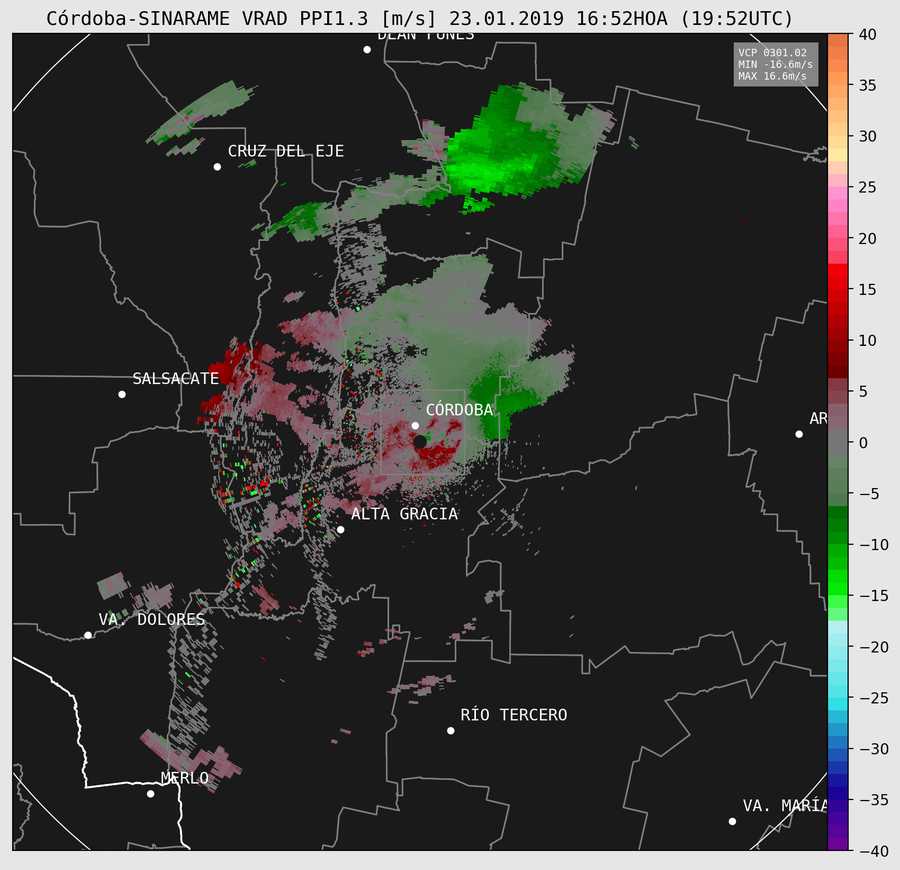 Córdoba-SINARAME VRAD PPI1.3 [m/s] 23.01.2019 16:52HOA (19:52UTC)
VCP 0301.02
MIN -16.6m/s
MAX 16.6m/s
DEÁN FUNES
CRUZ DEL EJE
SALSACATE
CÓRDOBA
AR
ALTA GRACIA
VA. DOLORES
RÍO TERCERO
MERLO
VA. MARÍA
40
35
30
25
20
15
10
5
0
−5
−10
−15
−20
−25
−30
−35
−40